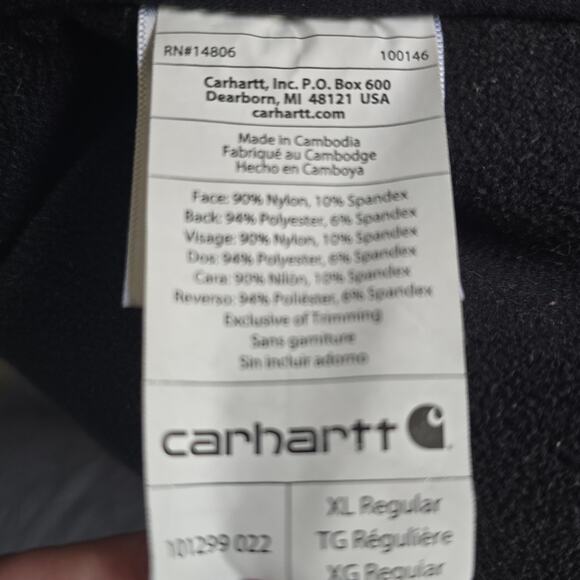 RN#14806 100146
Carhartt, Inc. P.O. Box 600
Dearborn, MI 48121 USA
carhartt.com
Made in Cambodia
Fabriqué au Cambodge
Hecho en Camboya
Face: 90% Nylon, 10% Spandex
Back: 94% Polyester, 6% Spandex
Visage: 90% Nylon, 10% Spandex
Dos: 94% Polyester, 6% Spandex
Cara: 90% Nilón, 10% Spandex
Reverso: 94% Poliéster, 6% Spandex
Exclusive of Trimming
Sans garniture
Sin incluir adorno
carhartt
101299 022
XL Regular
TG Régulière
XG Regular